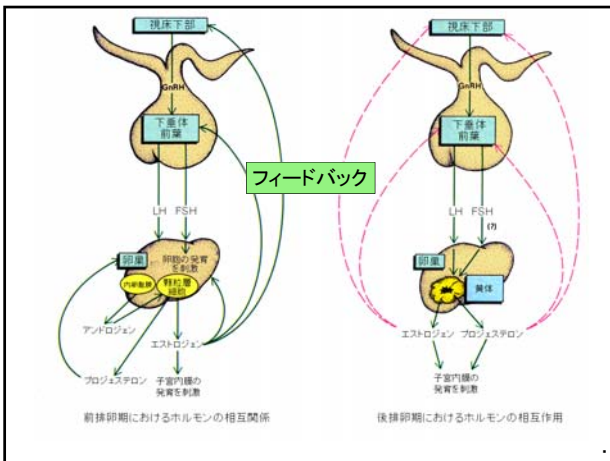 視床下部
GnRH
下垂体
前葉
LH
FSH
卵巣
卵胞の発育
を刺激
内卵胞膜
顆粒層
細胞
アンドロジェン
エストロジェン
プロジェステロン
子宮内膜の
発育を刺激
前排卵期におけるホルモンの相互関係
フィードバック
視床下部
GnRH
下垂体
前葉
LH
FSH
(?)
卵巣
黄体
エストロジェン
プロジェステロン
子宮内膜の
発育を刺激
後排卵期におけるホルモンの相互作用